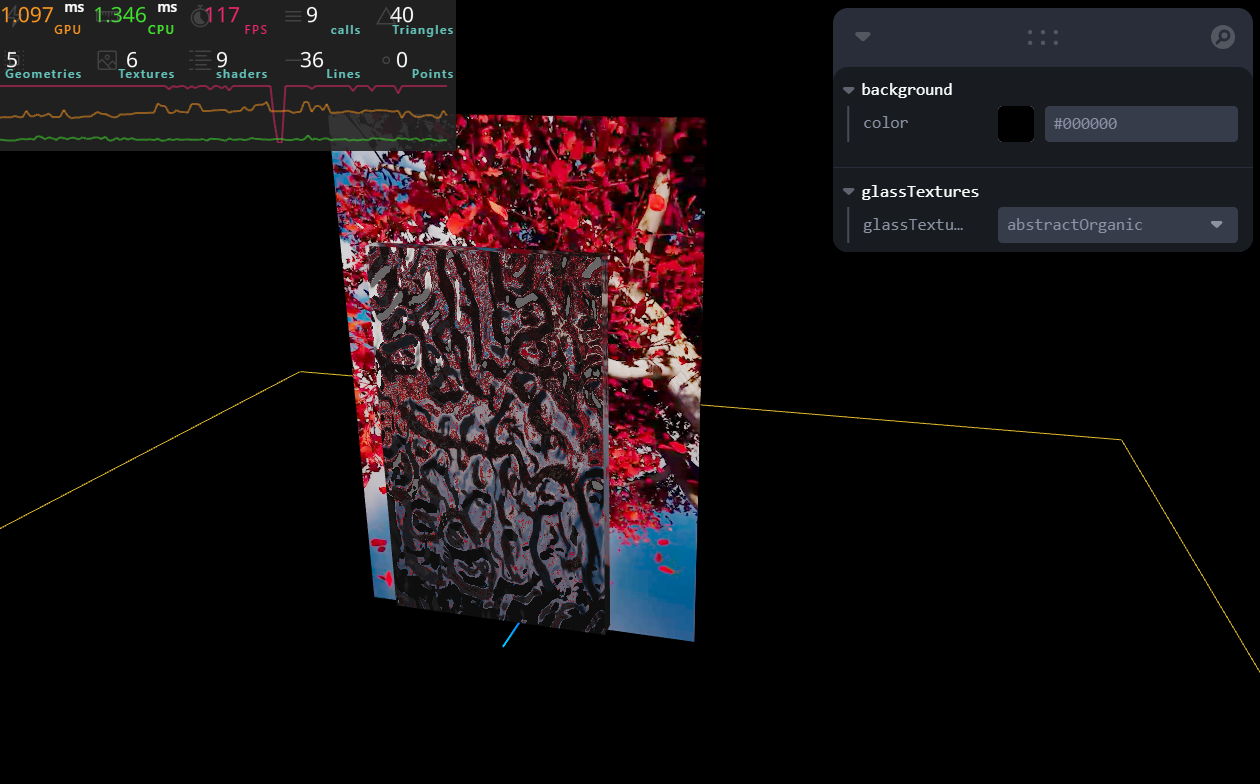 1.097 ms GPU
1.346 ms CPU
117 FPS
9 calls
40 Triangles
5 Geometries
6 Textures
9 shaders
36 Lines
0 Points
background
color
#000000
glassTextures
glassTextu…
abstractOrganic